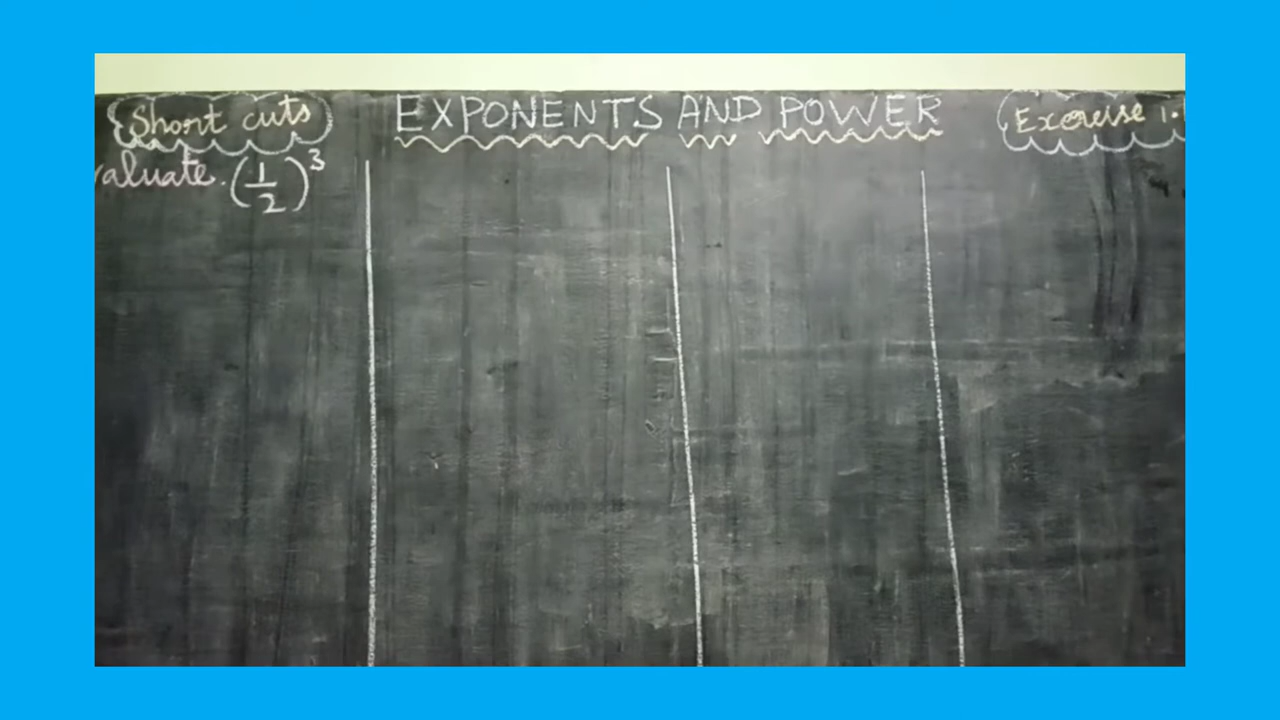 Short cuts
EXPONENTS AND POWER
Exercise 1.
valuate. (1/2)³